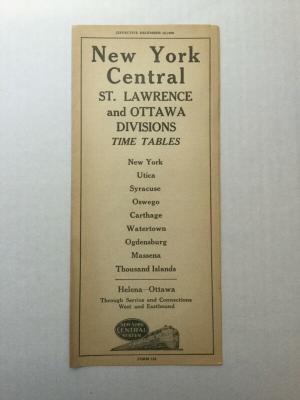 New York
Central
ST. LAWRENCE
and OTTAWA
DIVISIONS
TIME TABLES
New York
Utica
Syracuse
Oswego
Carthage
Watertown
Ogdensburg
Massena
Thousand Islands
Helena—Ottawa
Through Service and Connections
West and Eastbound
NEW YORK
CENTRAL
SYSTEM